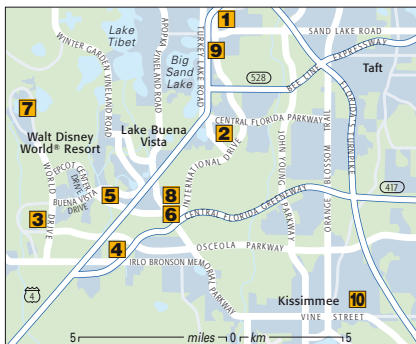 1
Lake
Tibet
WINTER GARDEN VINELAND ROAD
APOPKA VINELAND ROAD
TURKEY LAKE ROAD
9
SAND LAKE ROAD
Big
Sand
Lake
528
BEE LINE EXPRESSWAY
Taft
7
Walt Disney
World® Resort
Lake Buena
Vista
2
CENTRAL FLORIDA PARKWAY
INTERNATIONAL DRIVE
JOHN YOUNG PARKWAY
ORANGE BLOSSOM TRAIL
FLORIDA TURNPIKE
WORLD DRIVE
EPCOT CENTER
DRIVE
BUENA VISTA
DRIVE
5
8
6
417
CENTRAL FLORIDA GREENEWAY
3
4
OSCEOLA PARKWAY
IRLO BRONSON MEMORIAL PARKWAY
4
Kissimmee
10
VINE STREET
5 miles 0 km 5